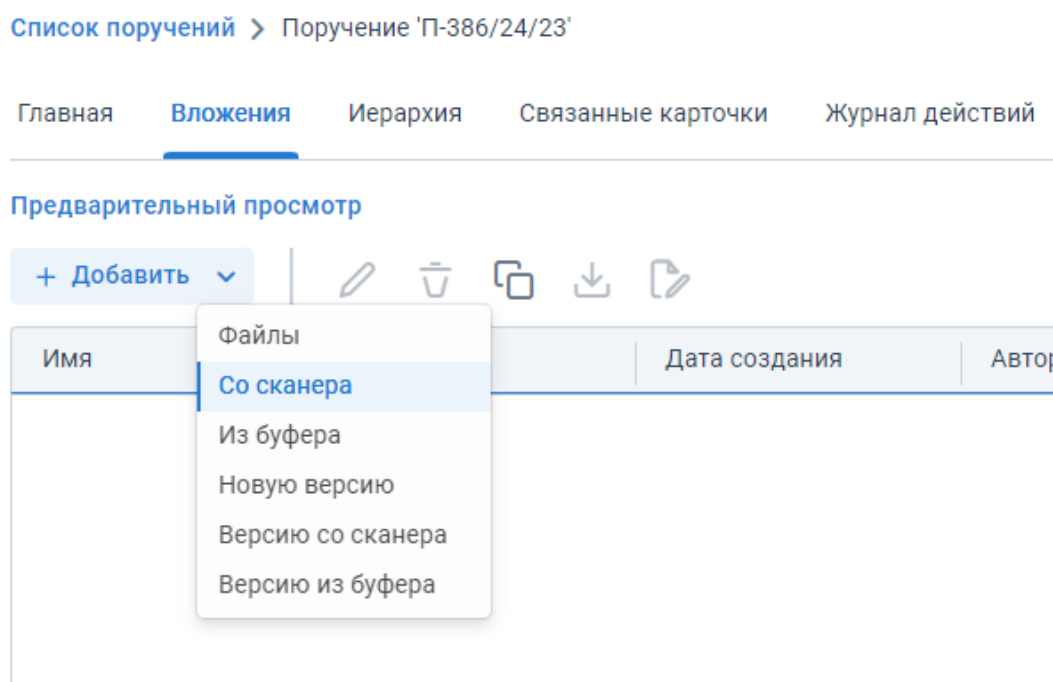 Список поручений > Поручение 'П-386/24/23'
Главная Вложения Иерархия Связанные карточки Журнал действий
Предварительный просмотр
+ Добавить
Файлы
Имя Дата создания Автор
Со сканера
Из буфера
Новую версию
Версию со сканера
Версию из буфера